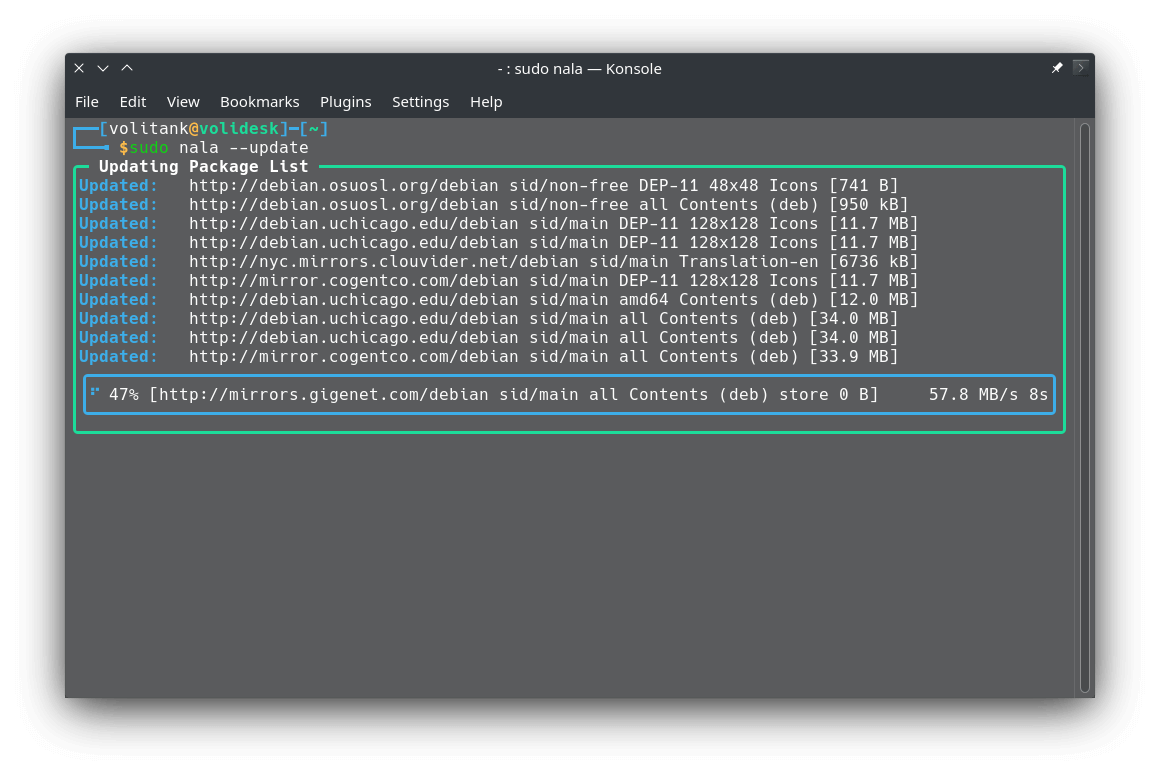 - : sudo nala — Konsole
File Edit View Bookmarks Plugins Settings Help
[volitank@volidesk]-[~]
$sudo nala --update
Updating Package List
Updated: http://debian.osuosl.org/debian sid/non-free DEP-11 48x48 Icons [741 B]
Updated: http://debian.osuosl.org/debian sid/non-free all Contents (deb) [950 kB]
Updated: http://debian.uchicago.edu/debian sid/main DEP-11 128x128 Icons [11.7 MB]
Updated: http://debian.uchicago.edu/debian sid/main DEP-11 128x128 Icons [11.7 MB]
Updated: http://nyc.mirrors.clouvider.net/debian sid/main Translation-en [6736 kB]
Updated: http://mirror.cogentco.com/debian sid/main DEP-11 128x128 Icons [11.7 MB]
Updated: http://debian.uchicago.edu/debian sid/main amd64 Contents (deb) [12.0 MB]
Updated: http://debian.uchicago.edu/debian sid/main all Contents (deb) [34.0 MB]
Updated: http://debian.uchicago.edu/debian sid/main all Contents (deb) [34.0 MB]
Updated: http://mirror.cogentco.com/debian sid/main all Contents (deb) [33.9 MB]
47% [http://mirrors.gigenet.com/debian sid/main all Contents (deb) store 0 B] 57.8 MB/s 8s